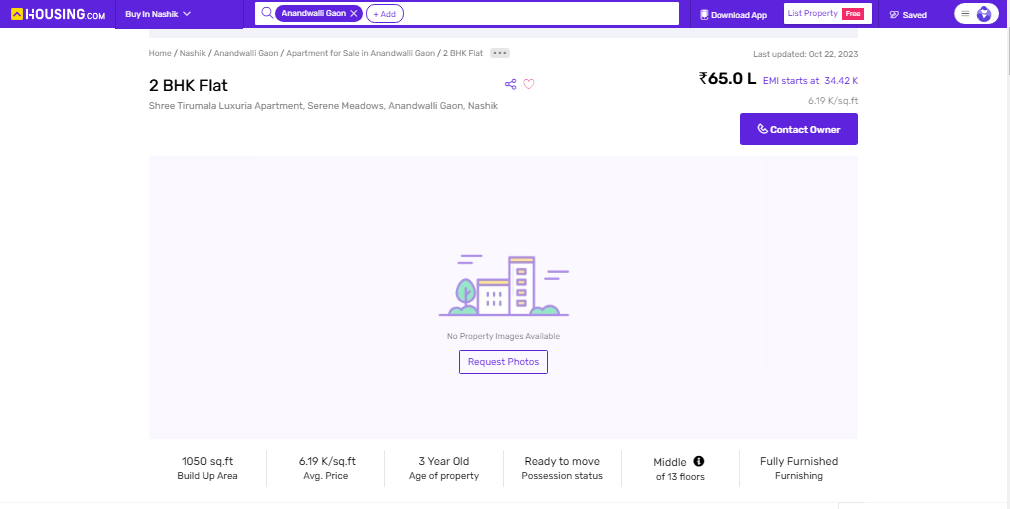 HOUSING.COM Buy In Nashik Anandwalli Gaon + Add Download App List Property Free Saved
Home / Nashik / Anandwalli Gaon / Apartment for Sale in Anandwalli Gaon / 2 BHK Flat
Last updated: Oct 22, 2023
2 BHK Flat
₹65.0 L EMI starts at 34.42 K
Shree Tirumala Luxuria Apartment, Serene Meadows, Anandwalli Gaon, Nashik
6.19 K/sq.ft
Contact Owner
No Property Images Available
Request Photos
1050 sq.ft 6.19 K/sq.ft 3 Year Old Ready to move Middle Fully Furnished
Build Up Area Avg. Price Age of property Possession status of 13 floors Furnishing